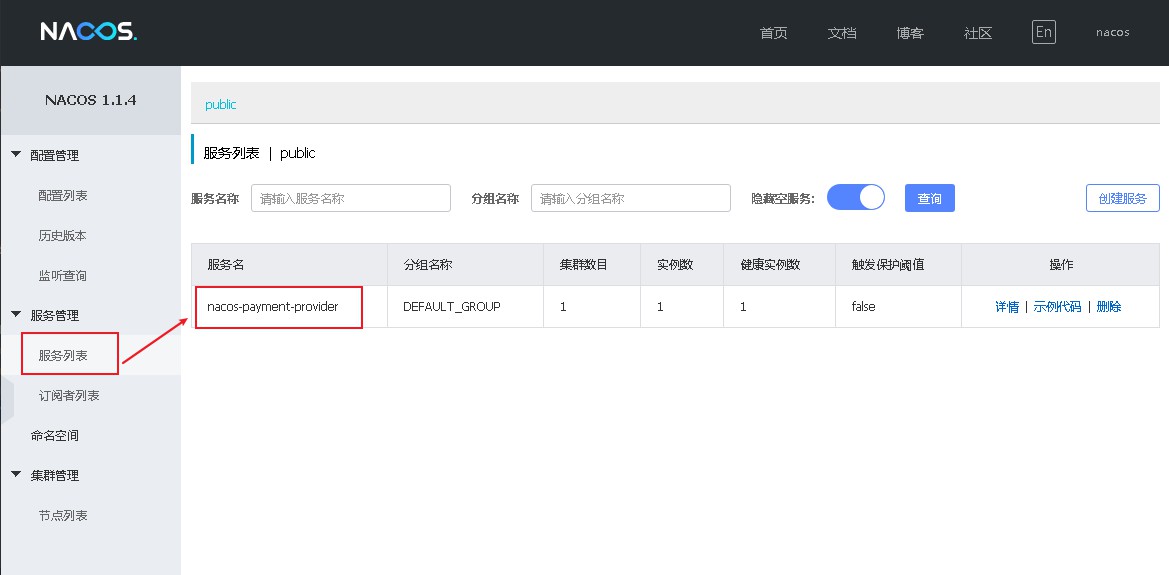 NACOS.
首页 文档 博客 社区 En nacos
NACOS 1.1.4
配置管理
配置列表
历史版本
监听查询
服务管理
服务列表
订阅者列表
命名空间
集群管理
节点列表
public
服务列表 | public
服务名称 请输入服务名称 分组名称 请输入分组名称 隐藏空服务: 查询 创建服务
服务名 分组名称 集群数目 实例数 健康实例数 触发保护阈值 操作
nacos-payment-provider DEFAULT_GROUP 1 1 1 false 详情 | 示例代码 | 删除